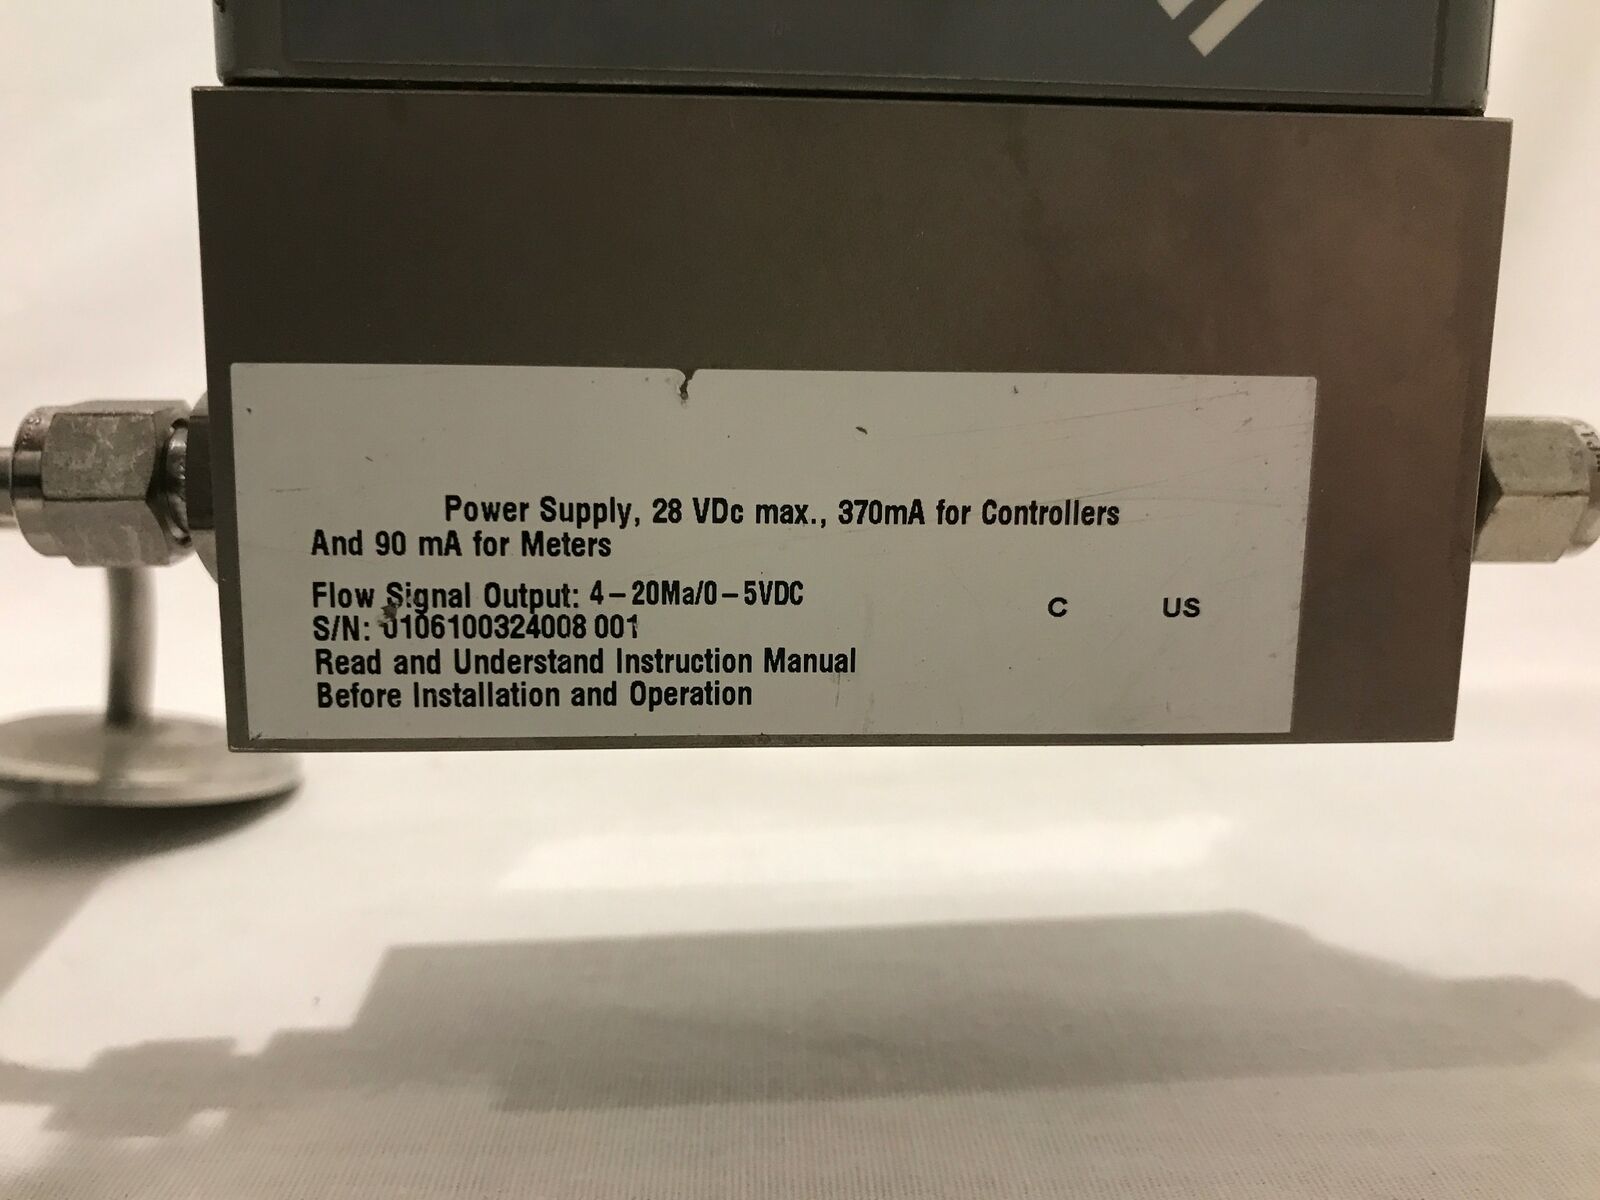 Power Supply, 28 VDc max., 370mA for Controllers
And 90 mA for Meters
Flow Signal Output: 4-20Ma/0-5VDC
C US
S/N: 0106100324008 001
Read and Understand Instruction Manual
Before Installation and Operation